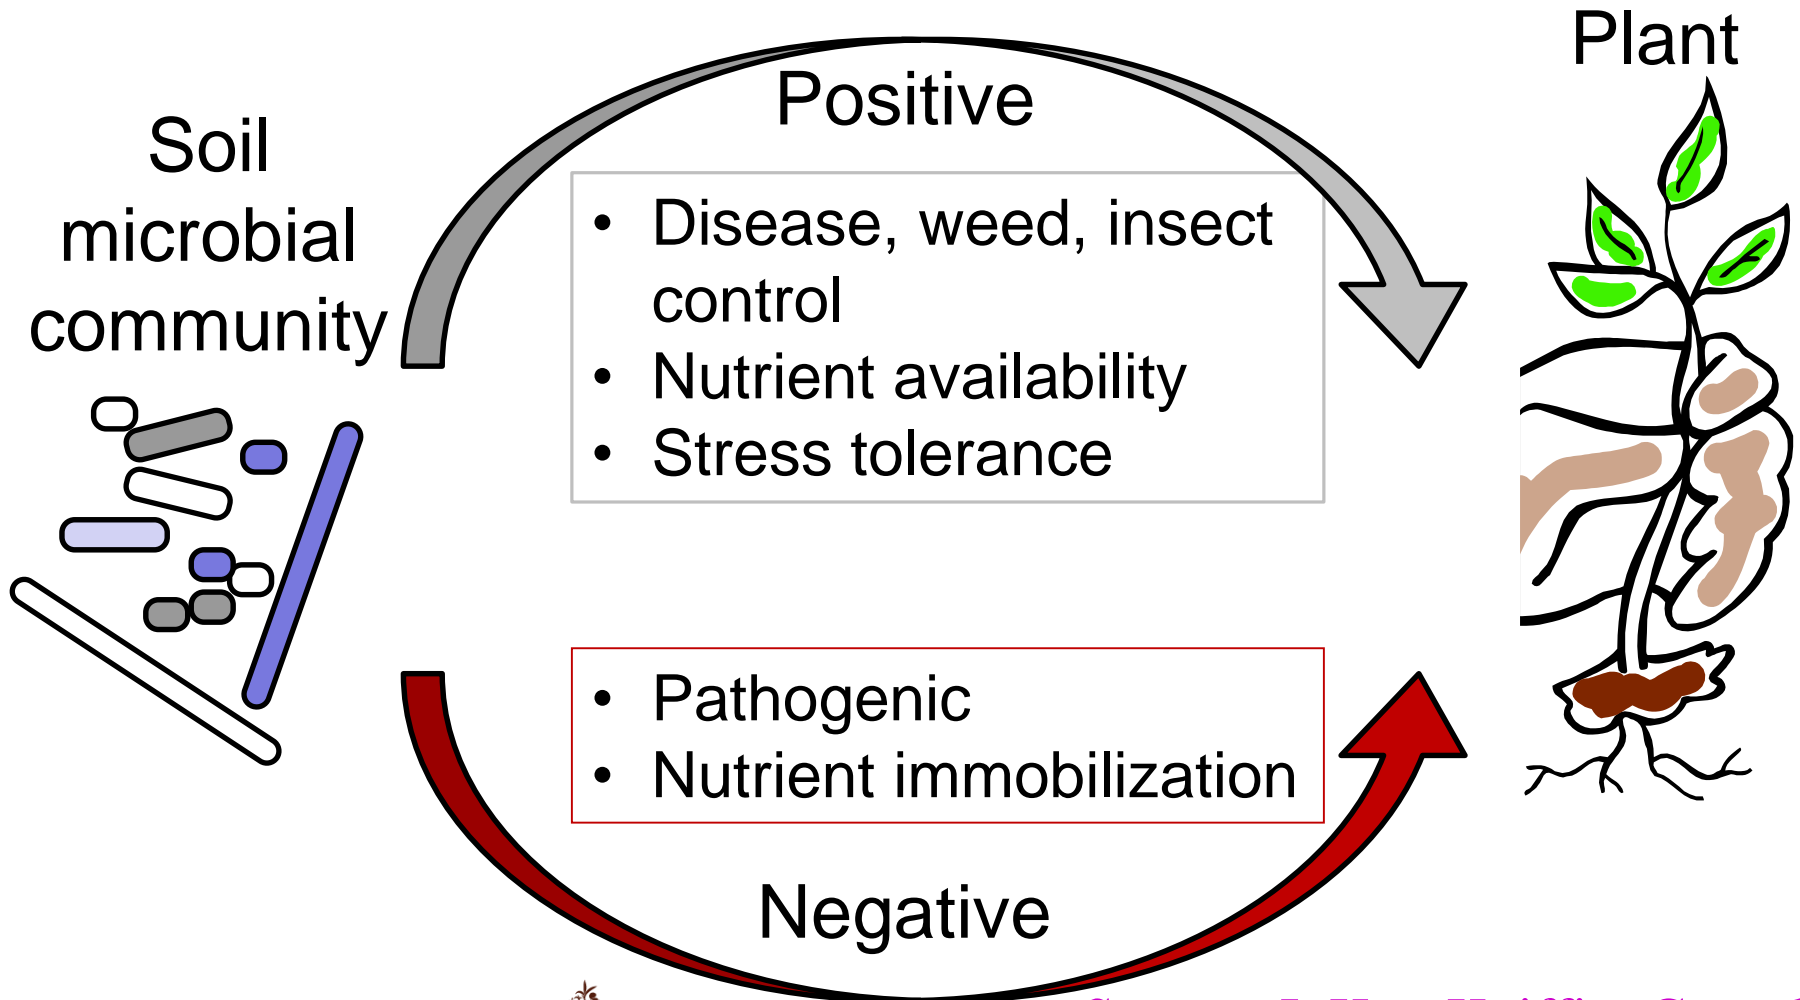 Plant
Positive
Soil
microbial
community
• Disease, weed, insect
control
• Nutrient availability
• Stress tolerance
• Pathogenic
• Nutrient immobilization
Negative